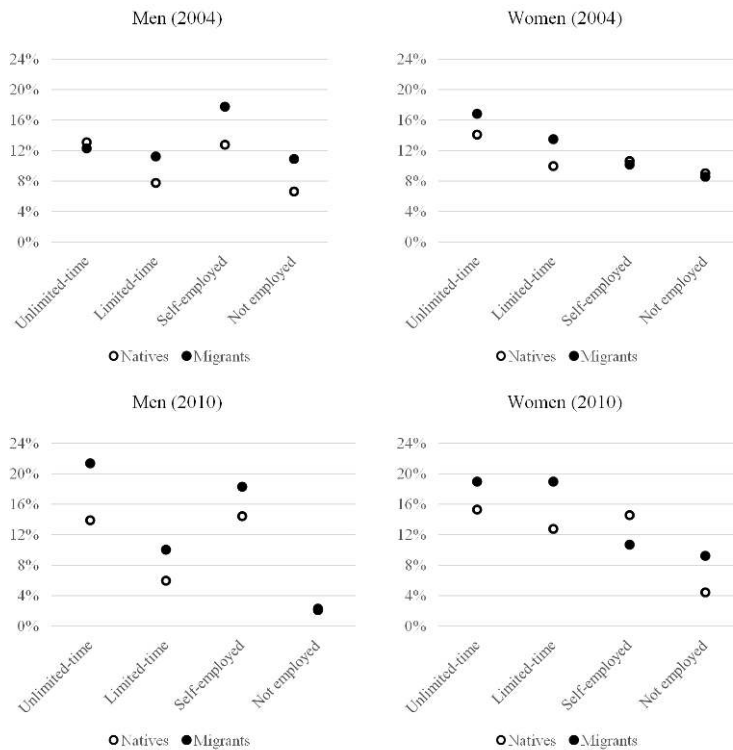 Men (2004)
24%
20%
16%
12%
8%
4%
0%
Unlimited-time
Limited-time
Self-employed
Not employed
Natives Migrants
Women (2004)
24%
20%
16%
12%
8%
4%
0%
Unlimited-time
Limited-time
Self-employed
Not employed
Natives Migrants
Men (2010)
24%
20%
16%
12%
8%
4%
0%
Unlimited-time
Limited-time
Self-employed
Not employed
Natives Migrants
Women (2010)
24%
20%
16%
12%
8%
4%
0%
Unlimited-time
Limited-time
Self-employed
Not employed
Natives Migrants